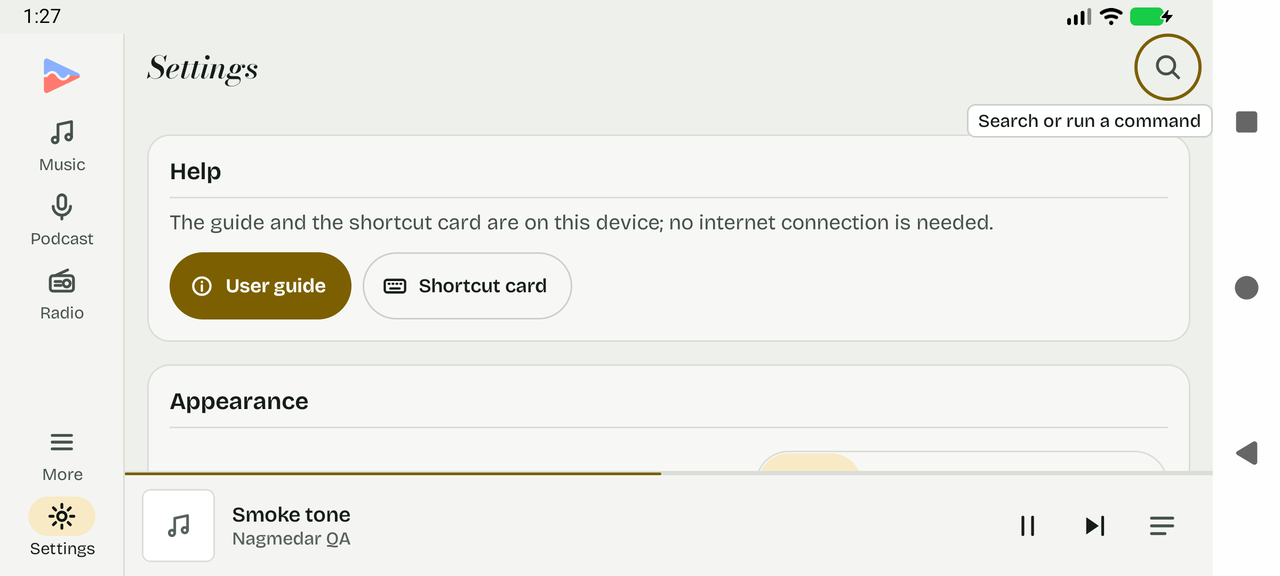 1:27
Settings
Search or run a command
Music
Podcast
Radio
More
Settings
Help
The guide and the shortcut card are on this device; no internet connection is needed.
User guide
Shortcut card
Appearance
Smoke tone
Nagmedar QA